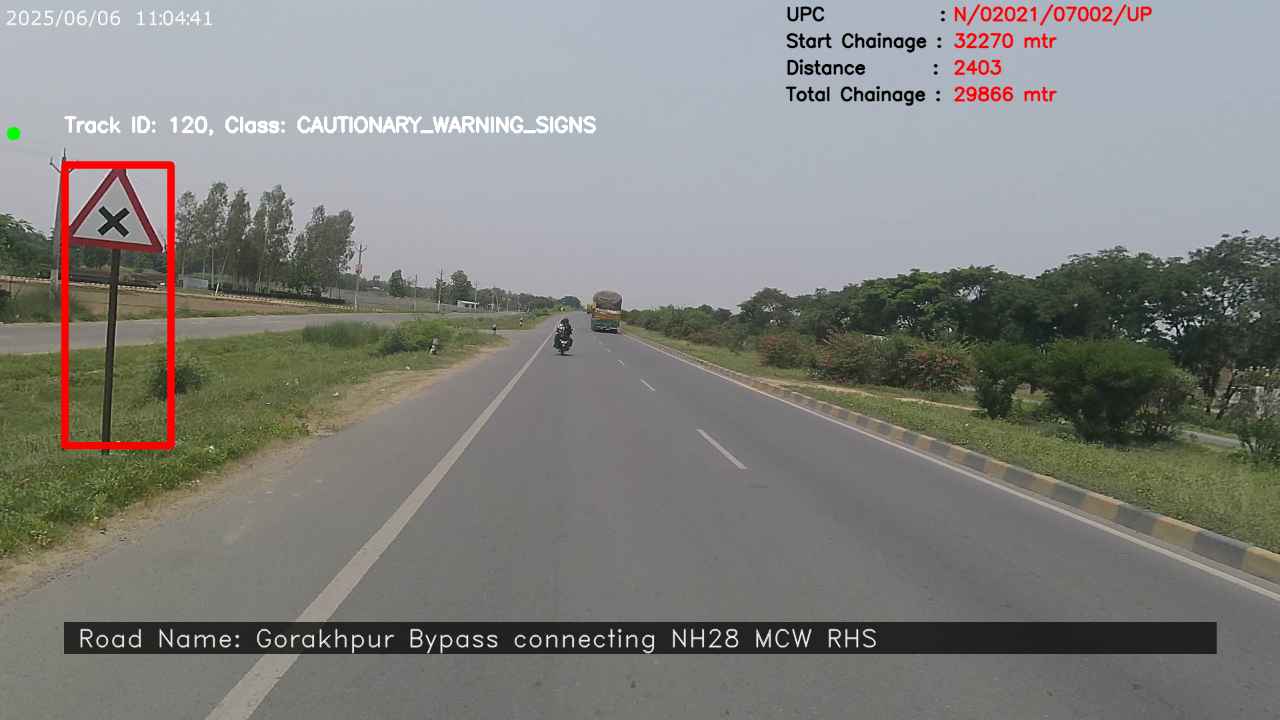 2025/06/06 11:04:41
UPC : N/02021/07002/UP
Start Chainage : 32270 mtr
Distance : 2403
Total Chainage : 29866 mtr
Track ID: 120, Class: CAUTIONARY_WARNING_SIGNS
Road Name: Gorakhpur Bypass connecting NH28 MCW RHS